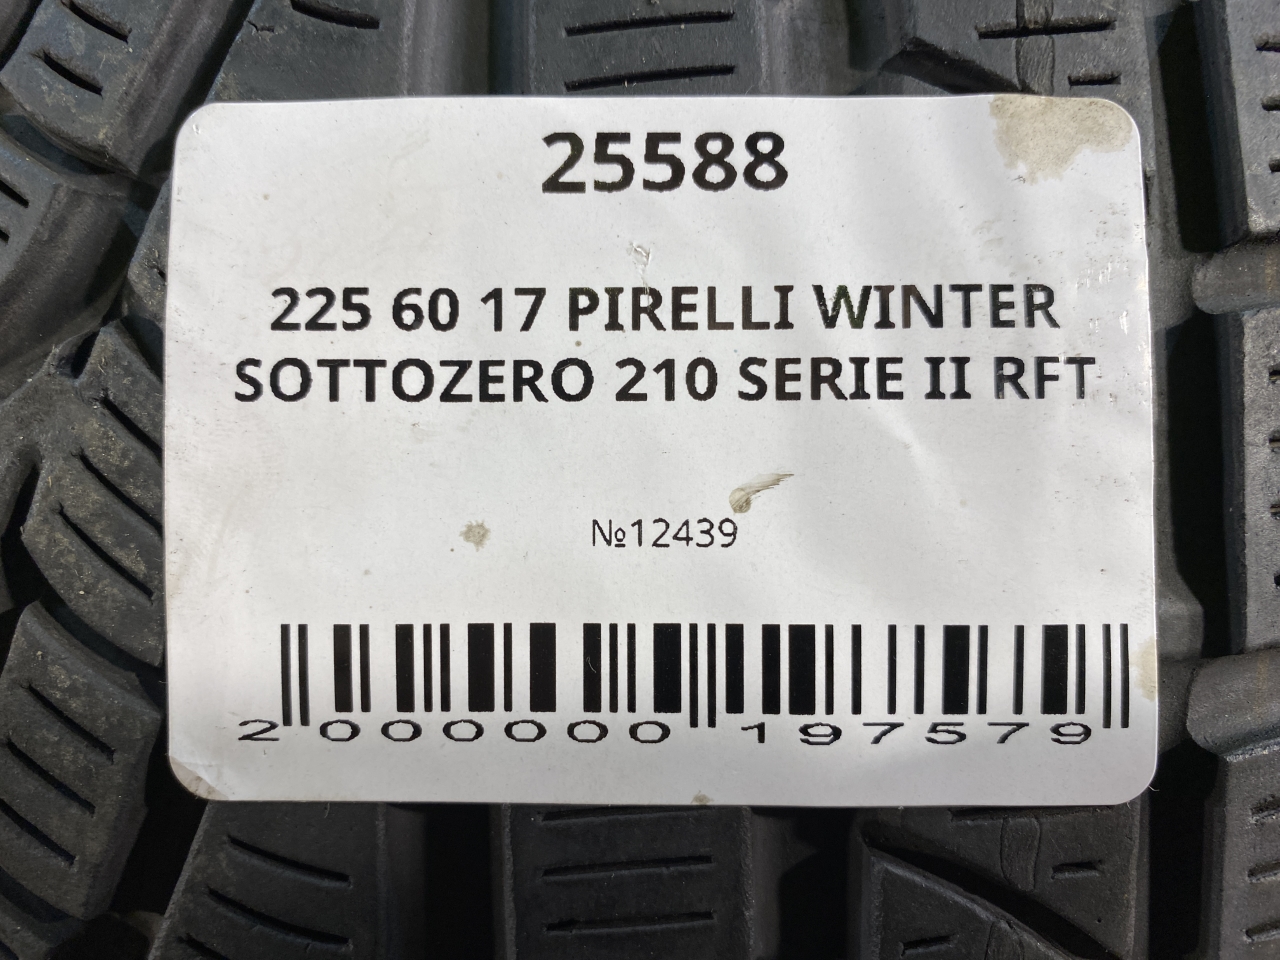 25588
225 60 17 PIRELLI WINTER
SOTTOZERO 210 SERIE II RFT
№12439
2 000000 197579